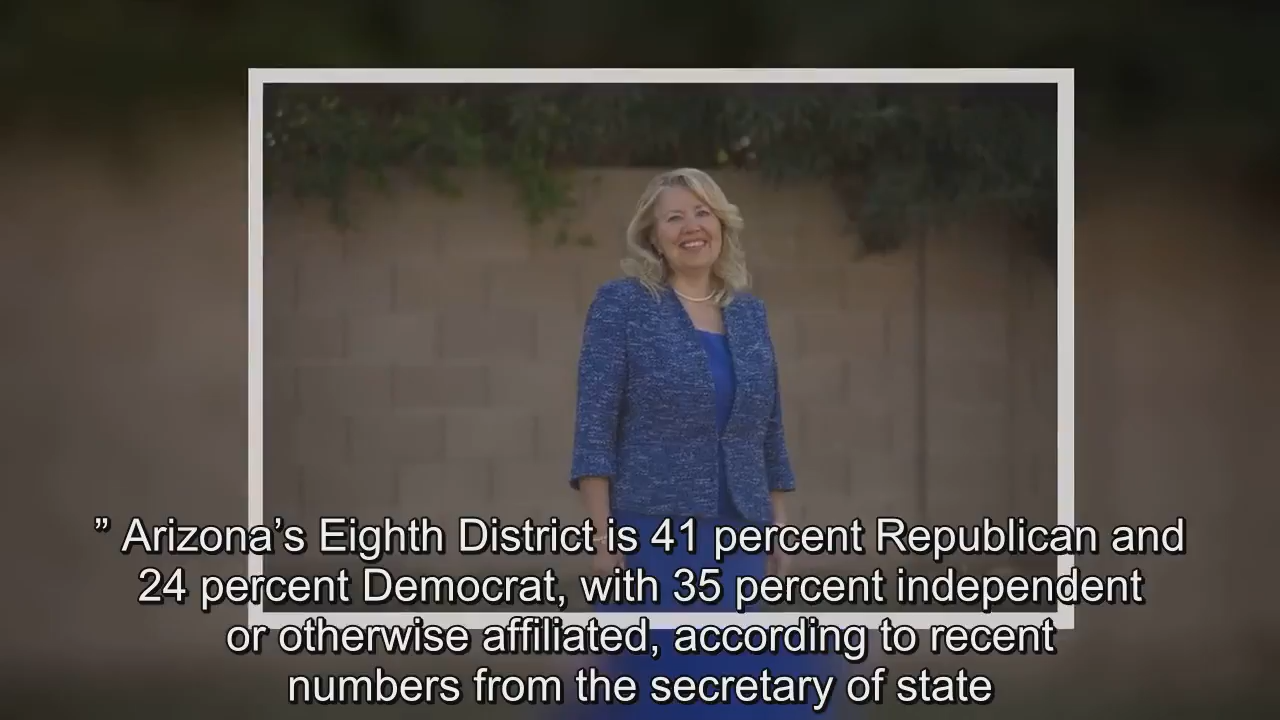 ” Arizona’s Eighth District is 41 percent Republican and
24 percent Democrat, with 35 percent independent
or otherwise affiliated, according to recent
numbers from the secretary of state